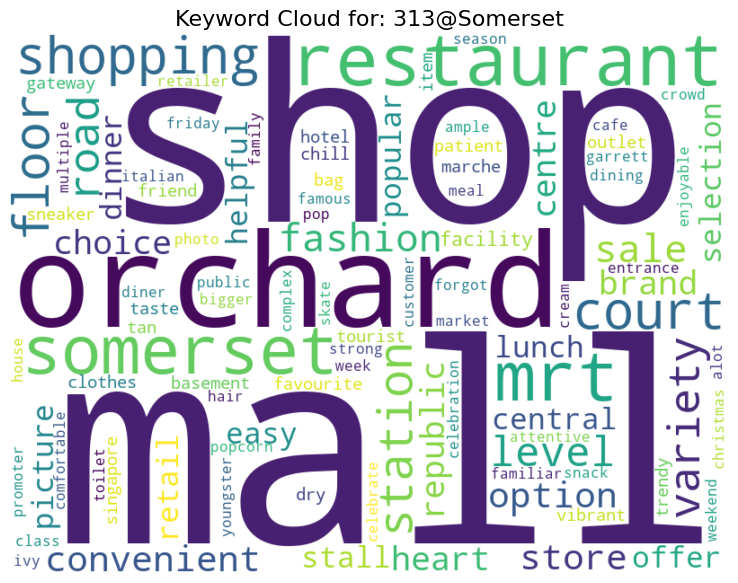 Keyword Cloud for: 313@Somerset
shopping
restaurant
season
item
gateway
retailer
crowd
shop
floor
multiple
road
dinner
friday
helpful
family
hotel
chill
popular
ample
patient
marche
meal
centre
cafe
outlet
garrett
dining
enjoyable
selection
italian
friend
bag
famous
pop
sneaker
choice
photo
fashion
facility
sale
entrance
brand
orchard
diner
taste
tan
public
bigger
complex
skate
customer
forgot
market
cream
court
somerset
tourist
strong
week
lunch
mrt
variety
alot
house
clothes
basement
hair
favourite
station
republic
celebration
central
attentive
level
familiar
snack
option
vibrant
trendy
christmas
weekend
mall
promoter
picture
comfortable
toilet
singapore
retail
easy
popcorn
youngster
dry
celebrate
class
ivy
convenient
stall
heart
store
offer